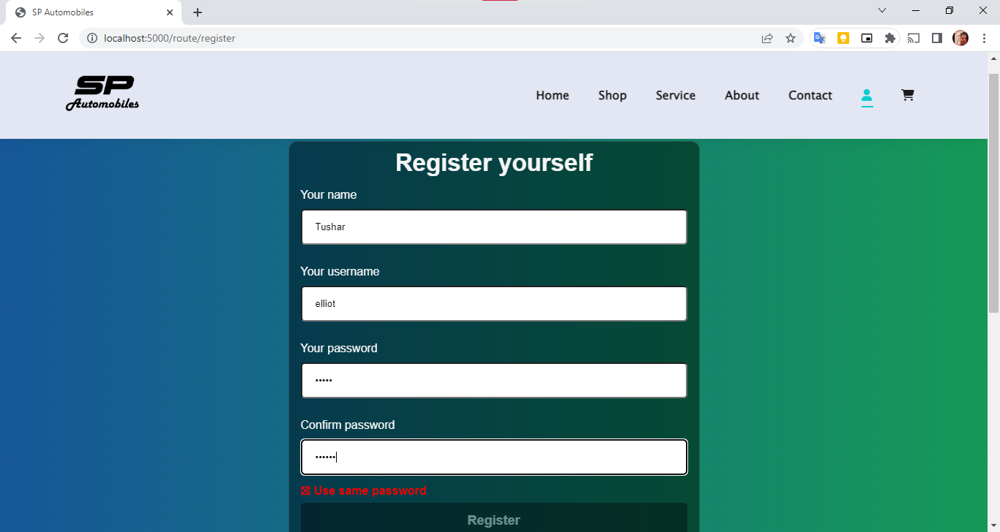 SP Automobiles
localhost:5000/route/register
SP
Automobiles
Home Shop Service About Contact
Register yourself
Your name
Tushar
Your username
elliot
Your password
•••••
Confirm password
••••••
Use same password
Register